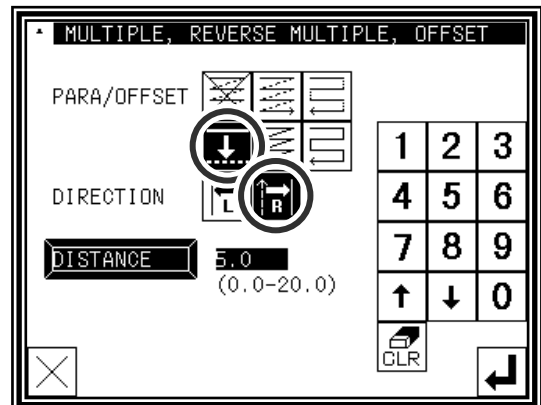 MULTIPLE, REVERSE MULTIPLE, OFFSET
PARA/OFFSET
1 2 3
DIRECTION L R 4 5 6
DISTANCE 5.0 7 8 9
(0.0-20.0) ↑ ↓ 0
CLR